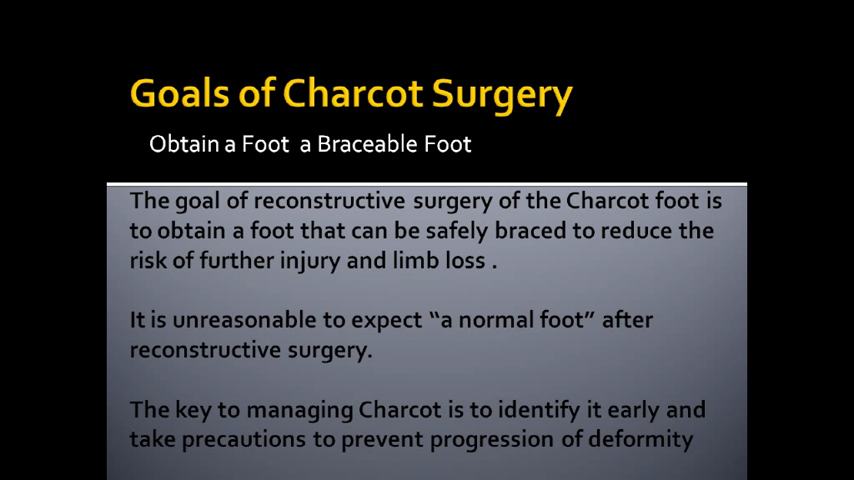 Goals of Charcot Surgery
Obtain a Foot a Braceable Foot
The goal of reconstructive surgery of the Charcot foot is
to obtain a foot that can be safely braced to reduce the
risk of further injury and limb loss .
It is unreasonable to expect “a normal foot” after
reconstructive surgery.
The key to managing Charcot is to identify it early and
take precautions to prevent progression of deformity